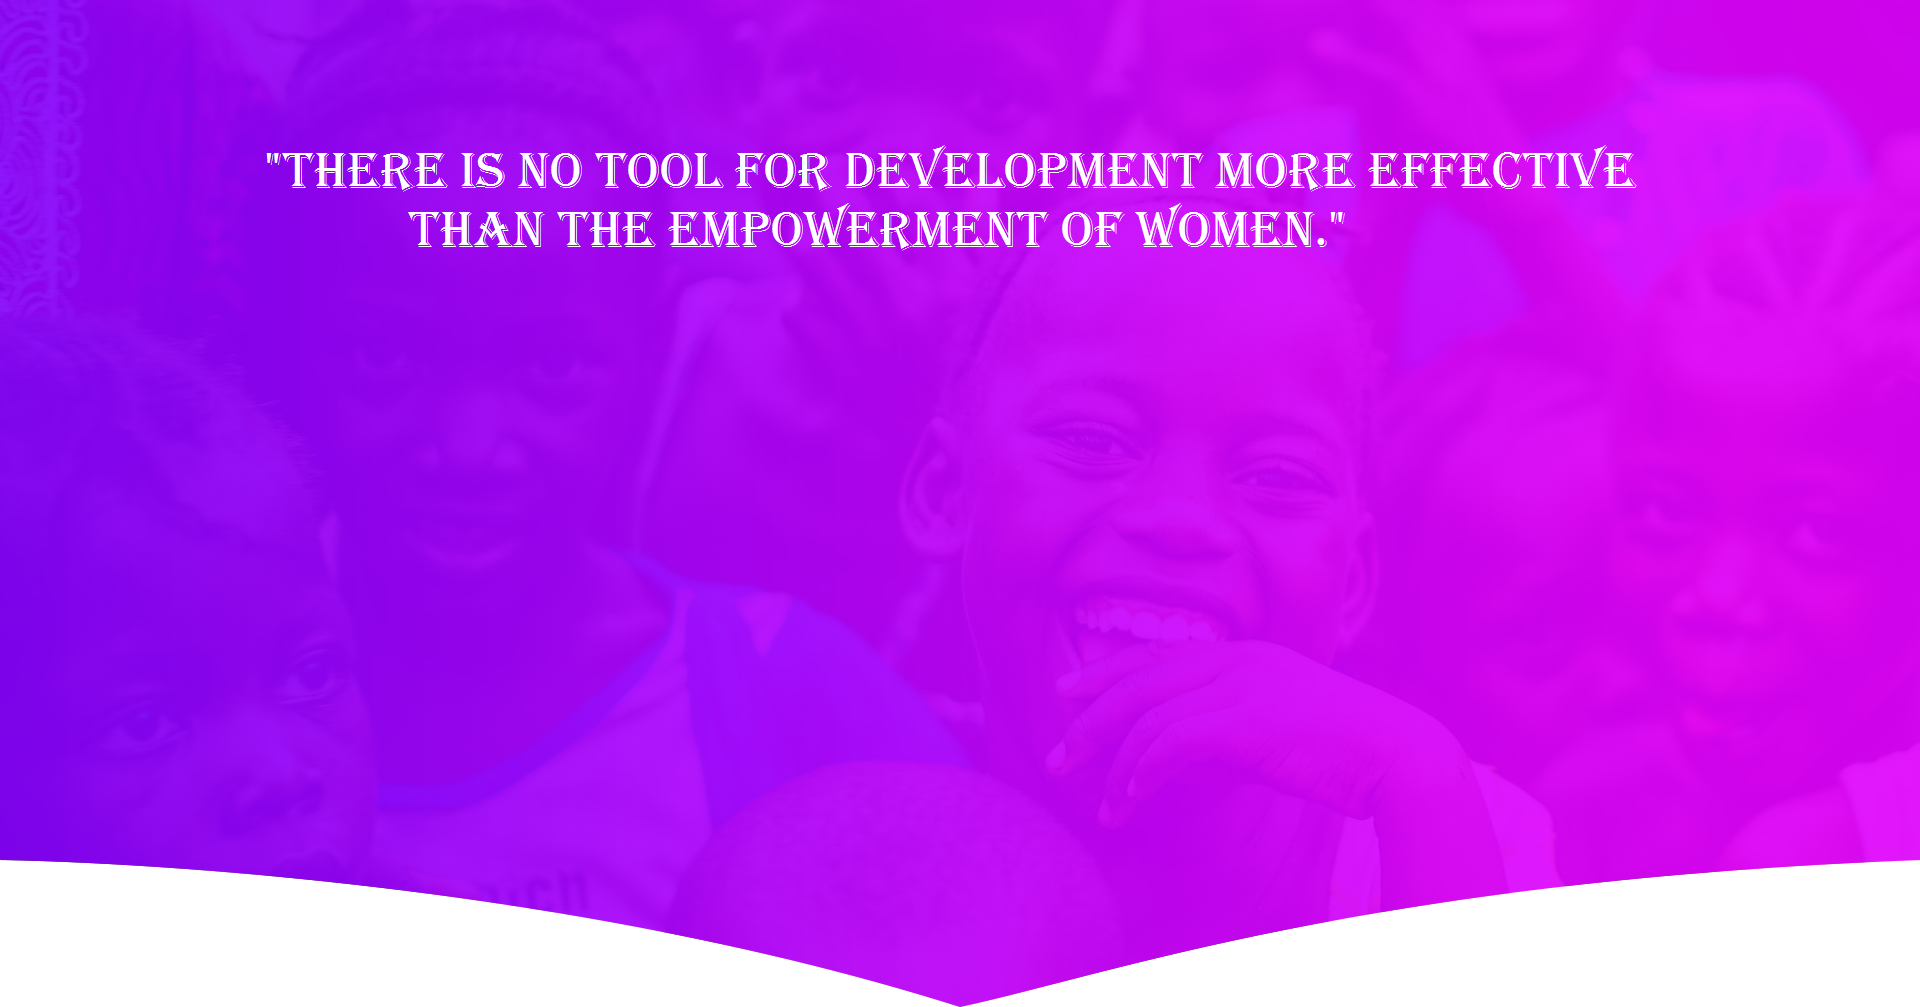 "THERE IS NO TOOL FOR DEVELOPMENT MORE EFFECTIVE
THAN THE EMPOWERMENT OF WOMEN."